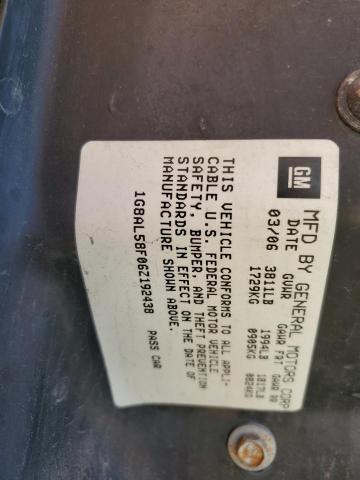 GM
MFD BY GENERAL MOTORS CORP
DATE GVWR GAWR FRT GAWR RR
03/06 3811LB 1994LB 1817LB
1729KG 0905KG 0824KG
THIS VEHICLE CONFORMS TO ALL APPLI-
CABLE U.S. FEDERAL MOTOR VEHICLE
SAFETY, BUMPER, AND THEFT PREVENTION
STANDARDS IN EFFECT ON THE DATE OF
MANUFACTURE SHOWN ABOVE.
1G8AL58F06Z192438 PASS CAR